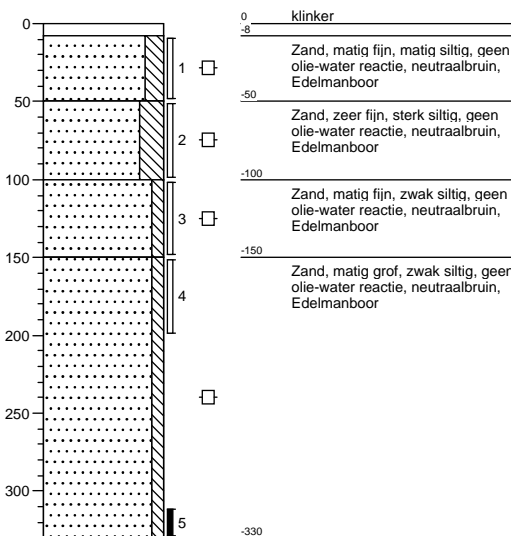 0
50
100
150
200
250
300
1
2
3
4
5
0
klinker
-8
Zand, matig fijn, matig siltig, geen
olie-water reactie, neutraalbruin,
Edelmanboor
-50
Zand, zeer fijn, sterk siltig, geen
olie-water reactie, neutraalbruin,
Edelmanboor
-100
Zand, matig fijn, zwak siltig, geen
olie-water reactie, neutraalbruin,
Edelmanboor
-150
Zand, matig grof, zwak siltig, geen
olie-water reactie, neutraalbruin,
Edelmanboor
-330